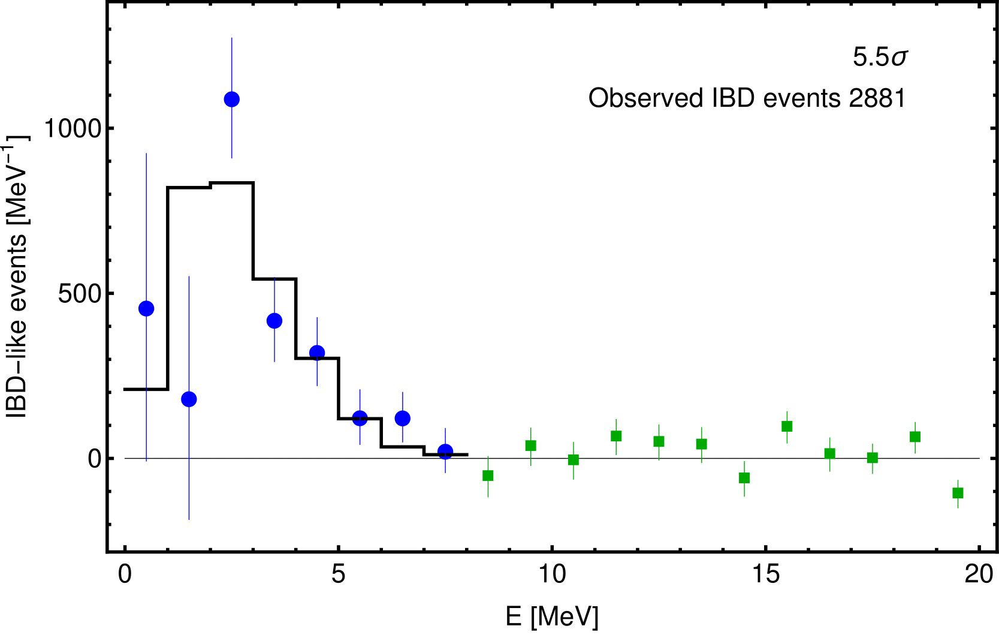 5.5σ
Observed IBD events 2881
IBD−like events [MeV⁻¹]
1000
500
0
0 5 10 15 20
E [MeV]